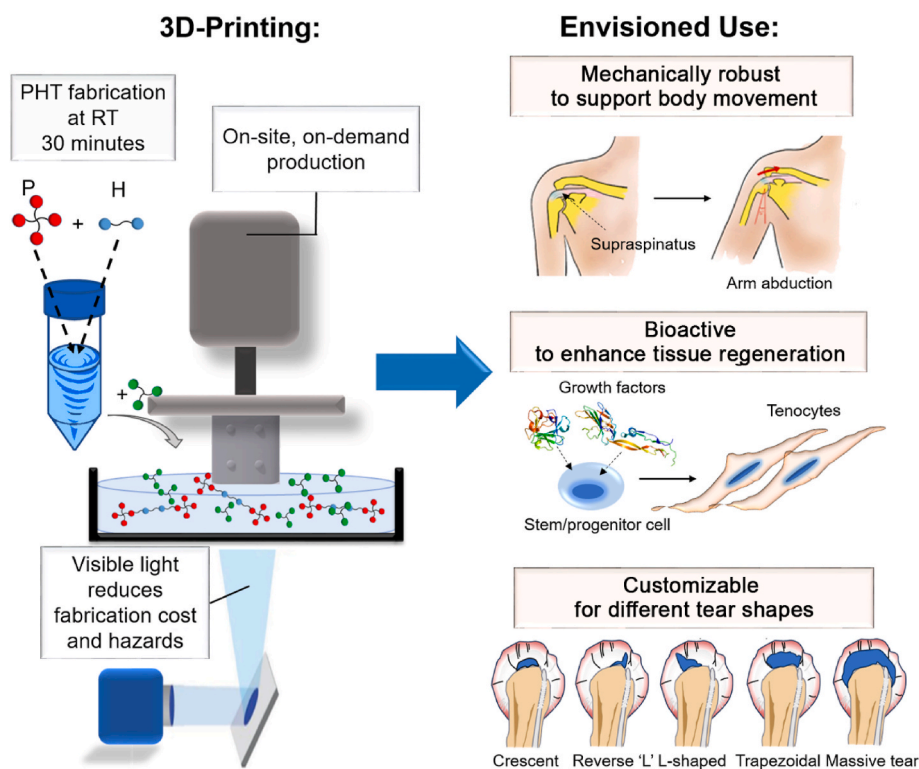 3D-Printing:
PHT fabrication
at RT
30 minutes
P
+
H
On-site, on-demand
production
+
Visible light
reduces
fabrication cost
and hazards
Envisioned Use:
Mechanically robust
to support body movement
Supraspinatus
Arm abduction
Bioactive
to enhance tissue regeneration
Growth factors
Tenocytes
Stem/progenitor cell
Customizable
for different tear shapes
Crescent
Reverse ‘L’
L-shaped
Trapezoidal
Massive tear